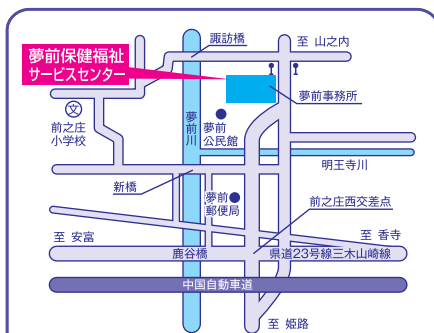 諏訪橋
至 山之内
夢前保健福祉
サービスセンター
夢前事務所
文
前之庄
小学校
夢前川
夢前
公民館
明王寺川
新橋
夢前
郵便局
前之庄西交差点
至 安富
至 香寺
鹿谷橋
県道23号線三木山崎線
中国自動車道
至 姫路